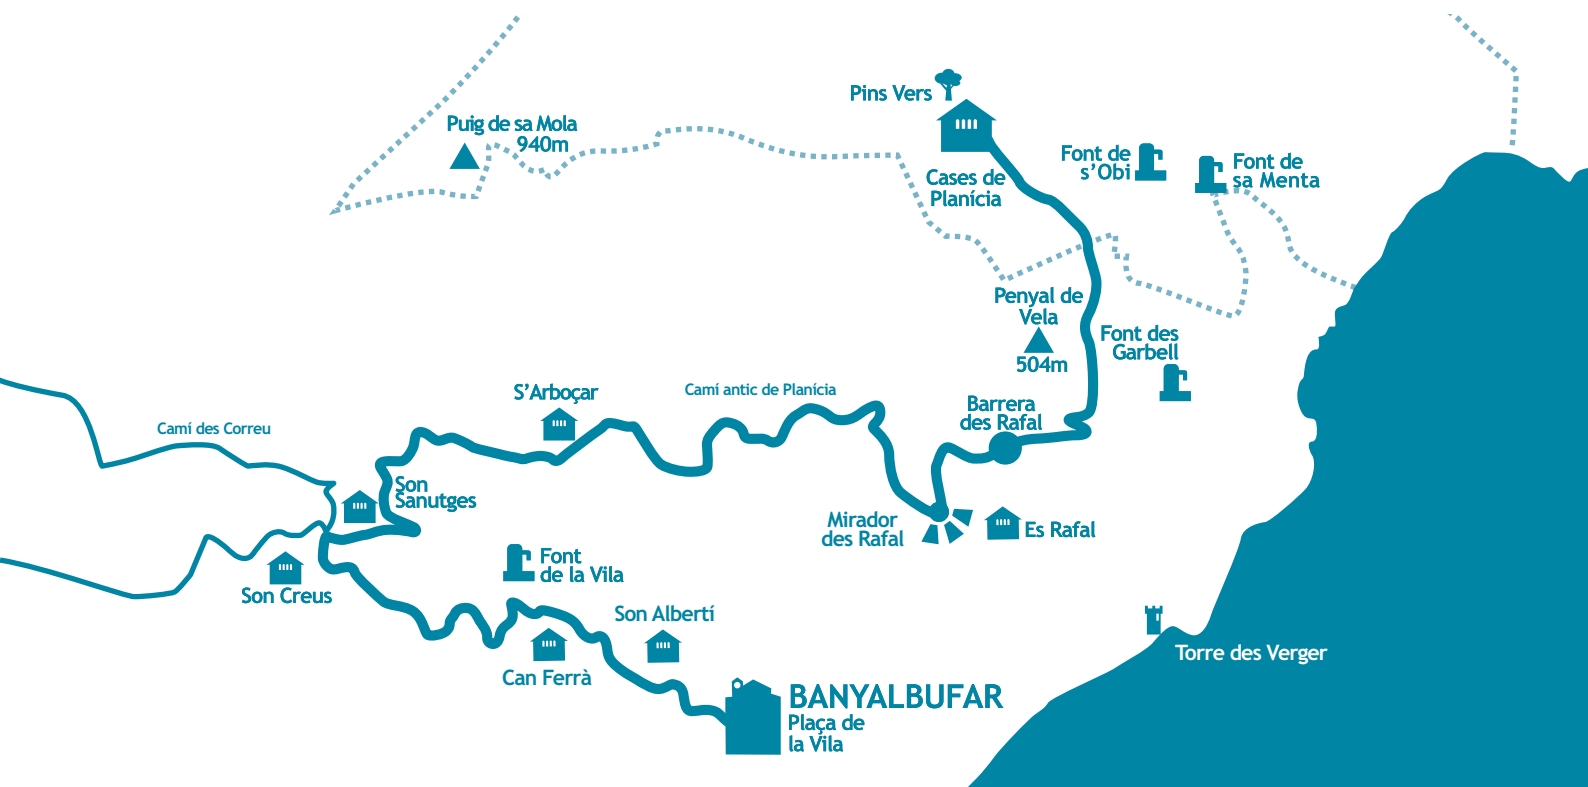 Pins Vers
Puig de sa Mola
940m
Font de
s'Obi
Font de
sa Menta
Cases de
Planícia
Penyal de
Vela
504m
Font des
Garbell
S'Arboçar
Camí antic de Planícia
Barrera
des Rafal
Camí des Correu
Son
Sanutges
Mirador
des Rafal
Es Rafal
Font
de la Vila
Son Creus
Son Albertí
Torre des Verger
Can Ferrà
BANYALBUFAR
Plaça de
la Vila